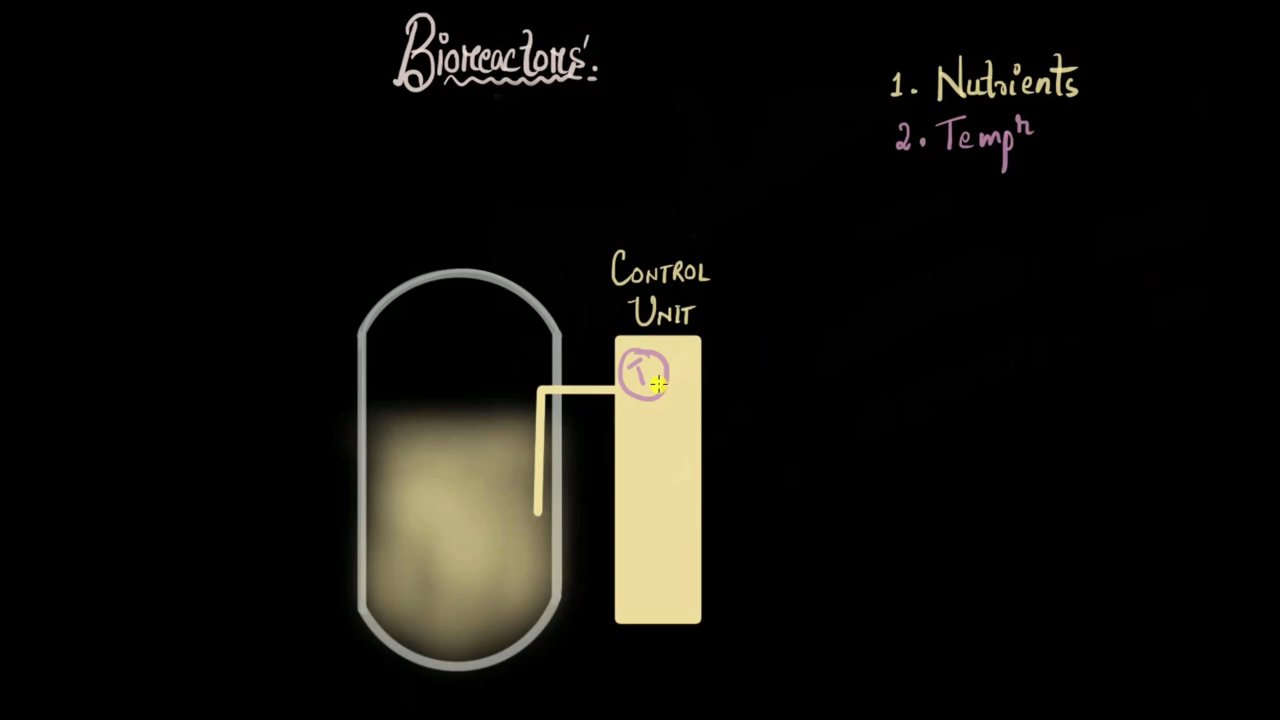 Bioreactors'.
1. Nutrients
2. Tempr
CONTROL
UNIT
T